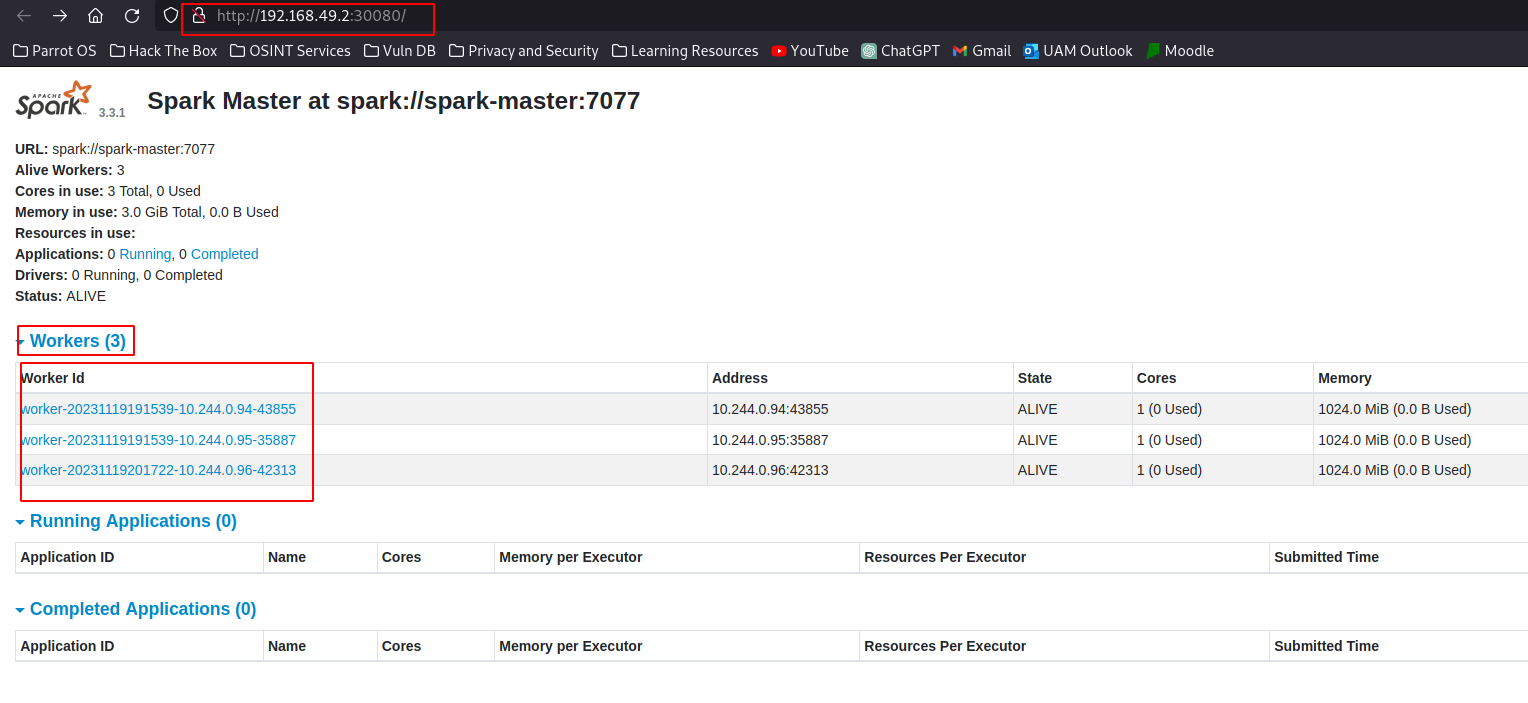 http://192.168.49.2:30080/
Parrot OS Hack The Box OSINT Services Vuln DB Privacy and Security Learning Resources YouTube ChatGPT Gmail UAM Outlook Moodle
APACHE Spark 3.3.1 Spark Master at spark://spark-master:7077
URL: spark://spark-master:7077
Alive Workers: 3
Cores in use: 3 Total, 0 Used
Memory in use: 3.0 GiB Total, 0.0 B Used
Resources in use:
Applications: 0 Running, 0 Completed
Drivers: 0 Running, 0 Completed
Status: ALIVE
Workers (3)
Worker Id Address State Cores Memory
worker-20231119191539-10.244.0.94-43855 10.244.0.94:43855 ALIVE 1 (0 Used) 1024.0 MiB (0.0 B Used)
worker-20231119191539-10.244.0.95-35887 10.244.0.95:35887 ALIVE 1 (0 Used) 1024.0 MiB (0.0 B Used)
worker-20231119201722-10.244.0.96-42313 10.244.0.96:42313 ALIVE 1 (0 Used) 1024.0 MiB (0.0 B Used)
Running Applications (0)
Application ID Name Cores Memory per Executor Resources Per Executor Submitted Time
Completed Applications (0)
Application ID Name Cores Memory per Executor Resources Per Executor Submitted Time